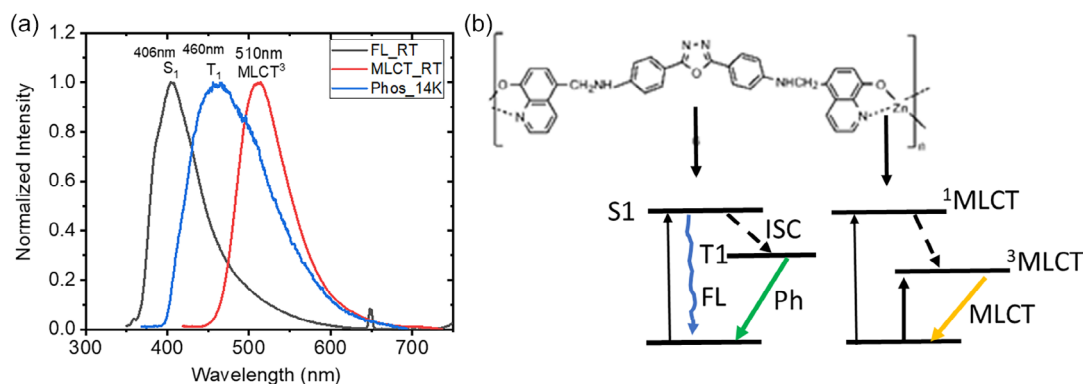 (a)
1.2
1.0
0.8
0.6
0.4
0.2
0.0
Normalized Intensity
406nm
S1
460nm
T1
510nm
MLCT3
FL_RT
MLCT_RT
Phos_14K
300 400 500 600 700
Wavelength (nm)
(b)
N N
O
CH2NH
NHCH2
O
N
O
Zn
N
n
S1
ISC
T1
FL
Ph
1MLCT
3MLCT
MLCT